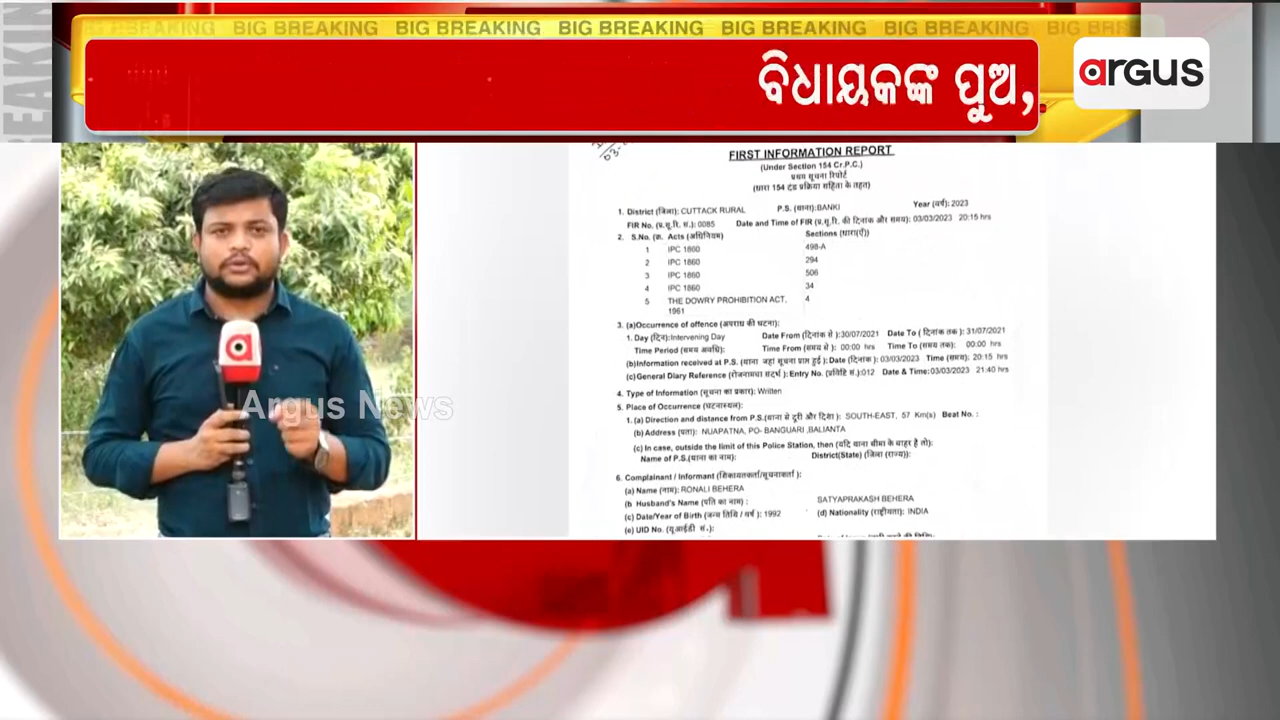 BREAKING BIG BREAKING BIG BREAKING BIG BREAKING BIG BREAKING BIG BREAKING
ବିଧାୟକଙ୍କ ପୁଅ,
argus
FIRST INFORMATION REPORT
(Under Section 154 Cr.P.C.)
प्रथम सूचना रिपोर्ट
(धारा 154 दंड प्रक्रिया सहिता के तहत)
1. District (जिला): CUTTACK RURAL P.S. (थाना): BANKI Year (वर्ष): 2023
FIR No. (प्र.सू.रि. सं.): 0085 Date and Time of FIR (प्र.सू.रि. की दिनांक और समय): 03/03/2023 20:15 hrs
2. S.No. (क्र. Acts (अधिनियम) Sections (धारा(एँ))
1 IPC 1860 498-A
2 IPC 1860 294
3 IPC 1860 506
4 IPC 1860 34
5 THE DOWRY PROHIBITION ACT, 4
1961
3. (a)Occurrence of offence (अपराध की घटना):
1. Day (दिन):Intervening Day Date From (दिनांक से ):30/07/2021 Date To ( दिनांक तक ): 31/07/2021
Time Period (समय अवधि): Time From (समय से ): 00:00 hrs Time To (समय तक): 00:00 hrs
(b)Information received at P.S. (थाना जहां सूचना प्राप्त हुई ): Date (दिनांक ): 03/03/2023 Time (समय): 20:15 hrs
(c)General Diary Reference (रोजनामचा संदर्भ ): Entry No. (प्रविष्टि सं.):012 Date & Time:03/03/2023 21:40 hrs
4. Type of Information (सूचना का प्रकार): Written
5. Place of Occurrence (घटनास्थल):
1. (a) Direction and distance from P.S.(थाना से दूरी और दिशा): SOUTH-EAST, 57 Km(s) Beat No. :
(b) Address (पता): NUAPATNA, PO- BANGUARI ,BALIANTA
(c) In case, outside the limit of this Police Station, then (यदि थाना सीमा के बाहर है तो):
Name of P.S.(थाना का नाम): District(State) (जिला (राज्य)):
6. Complainant / Informant (शिकायतकर्ता/सूचनाकर्ता ):
(a) Name (नाम): RONALI BEHERA
(b Husband's Name (पति का नाम) : SATYAPRAKASH BEHERA
(c) Date/Year of Birth (जन्म तिथि / वर्ष ): 1992 (d) Nationality (राष्ट्रीयता): INDIA
(e) UID No. (यूआईडी सं.):
Argus News